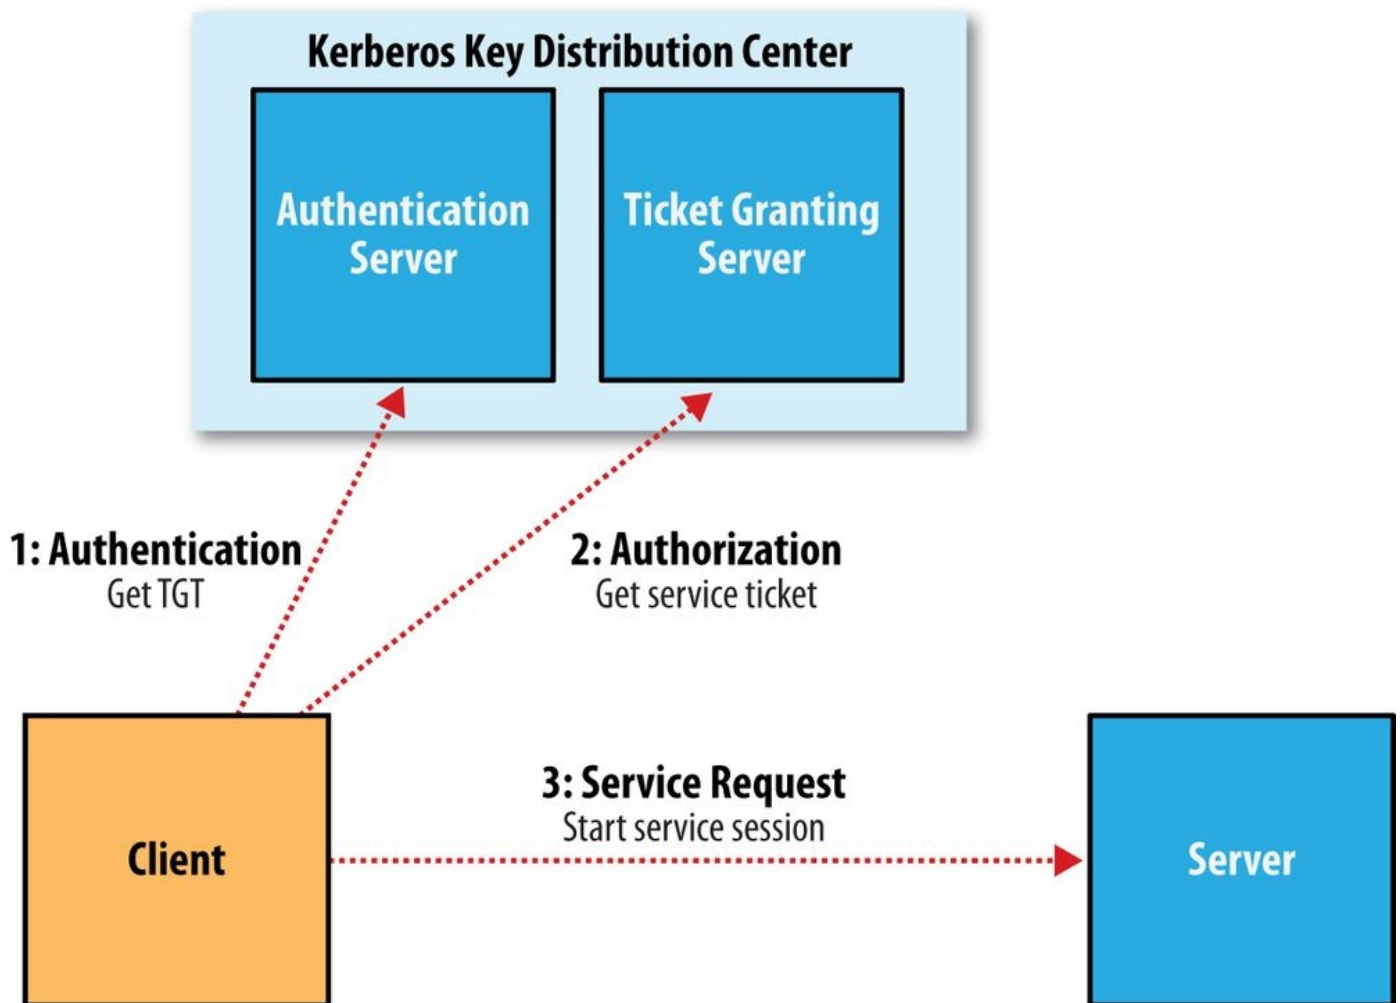 Kerberos Key Distribution Center
Authentication
Server
Ticket Granting
Server
1: Authentication
Get TGT
2: Authorization
Get service ticket
3: Service Request
Start service session
Client
Server